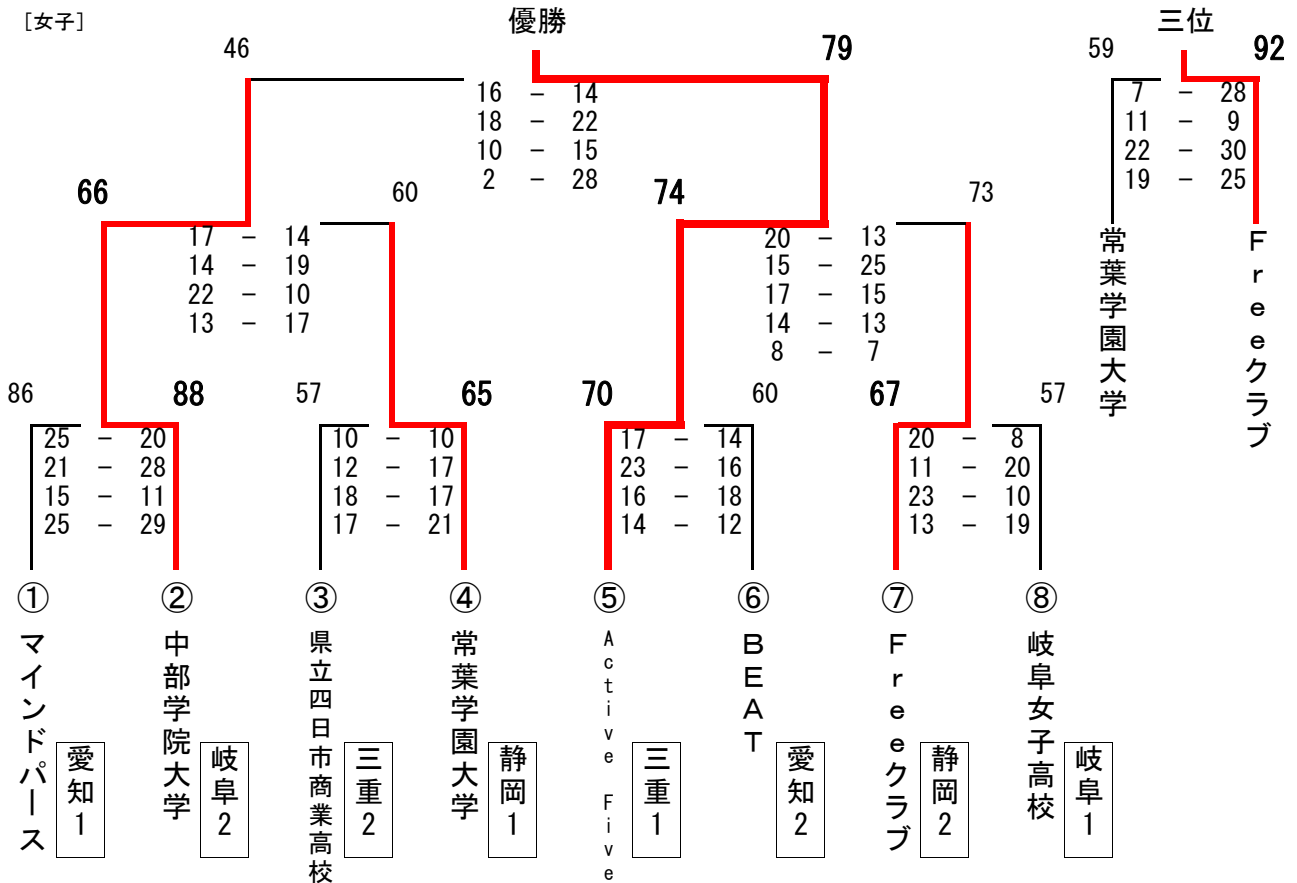 [女子]
優勝
三位
46
79
59
92
16 － 14
18 － 22
10 － 15
2 － 28
7 － 28
11 － 9
22 － 30
19 － 25
常葉学園大学
Ｆｒｅｅクラブ
66
60
74
73
17 － 14
14 － 19
22 － 10
13 － 17
20 － 13
15 － 25
17 － 15
14 － 13
8 － 7
86
88
57
65
70
60
67
57
25 － 20
21 － 28
15 － 11
25 － 29
10 － 10
12 － 17
18 － 17
17 － 21
17 － 14
23 － 16
16 － 18
14 － 12
20 － 8
11 － 20
23 － 10
13 － 19
①
マインドパース
愛知1
②
中部学院大学
岐阜2
③
県立四日市商業高校
三重2
④
常葉学園大学
静岡1
⑤
Active Five
三重1
⑥
ＢＥＡＴ
愛知2
⑦
Ｆｒｅｅクラブ
静岡2
⑧
岐阜女子高校
岐阜1